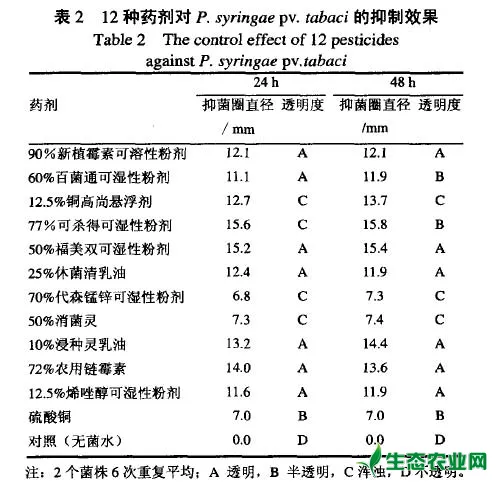 表 2 12 种药剂对 P. syringae pv. tabaci 的抑制效果
Table 2 The control effect of 12 pesticides
against P. syringae pv.tabaci
药剂 24 h 48 h
抑菌圈直径 透明度 抑菌圈直径 透明度
/ mm /mm
90%新植霉素可溶性粉剂 12.1 A 12.1 A
60%百菌通可湿性粉剂 11.1 A 11.9 B
12.5%铜高尚悬浮剂 12.7 C 13.7 C
77%可杀得可湿性粉剂 15.6 C 15.8 B
50%福美双可湿性粉剂 15.2 A 15.4 A
25%休菌清乳油 12.4 A 11.9 A
70%代森锰锌可湿性粉剂 6.8 C 7.3 C
50%消菌灵 7.3 C 7.4 C
10%浸种灵乳油 13.2 A 14.4 A
72%农用链霉素 14.0 A 13.6 A
12.5%烯唑醇可湿性粉剂 11.6 A 11.9 A
硫酸铜 7.0 B 7.0 B
对照（无菌水） 0.0 D 0.0 D
注：2 个菌株 6 次重复平均；A 透明，B 半透明，C 浑浊，D 不透明。
生态农业网